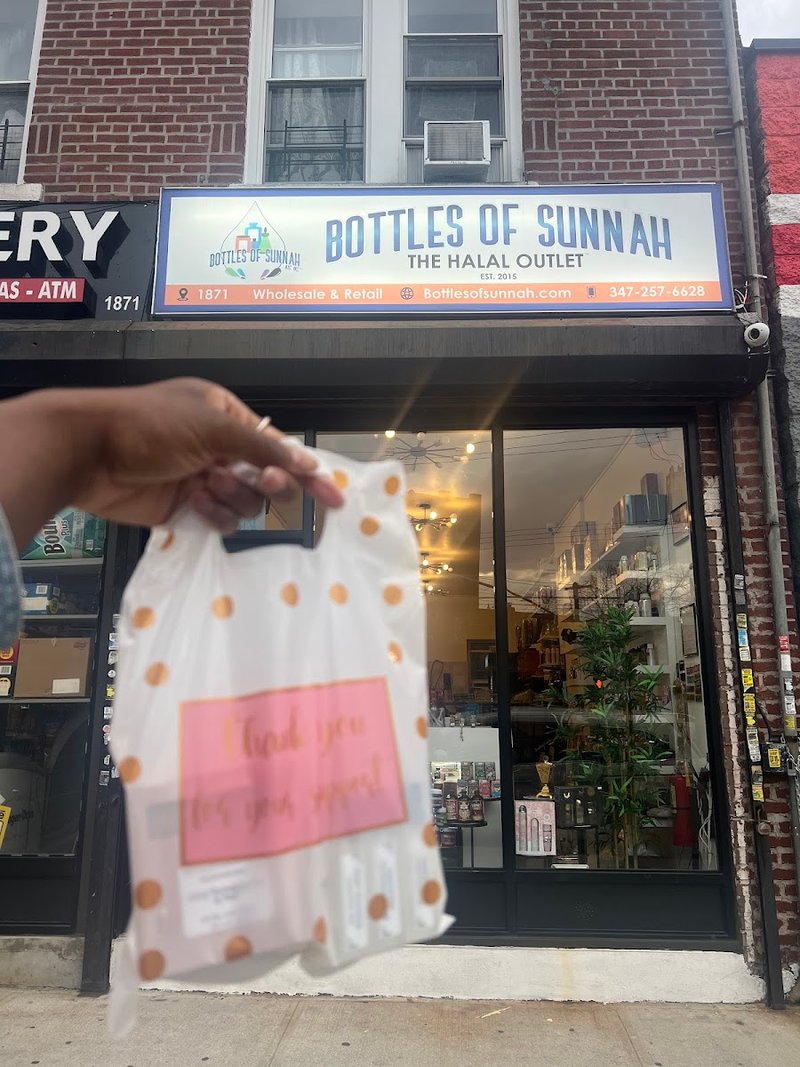 ERY
AS - ATM
1871
BOTTLES OF SUNNAH
BOTTLES OF SUNNAH
THE HALAL OUTLET
EST. 2015
1871 Wholesale & Retail Bottlesofsunnah.com 347-257-6628
Bou
Thank you
for your support